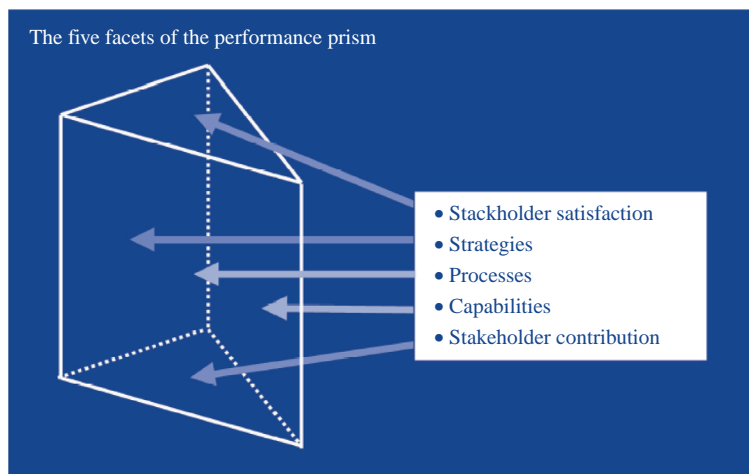 The five facets of the performance prism
• Stackholder satisfaction
• Strategies
• Processes
• Capabilities
• Stakeholder contribution